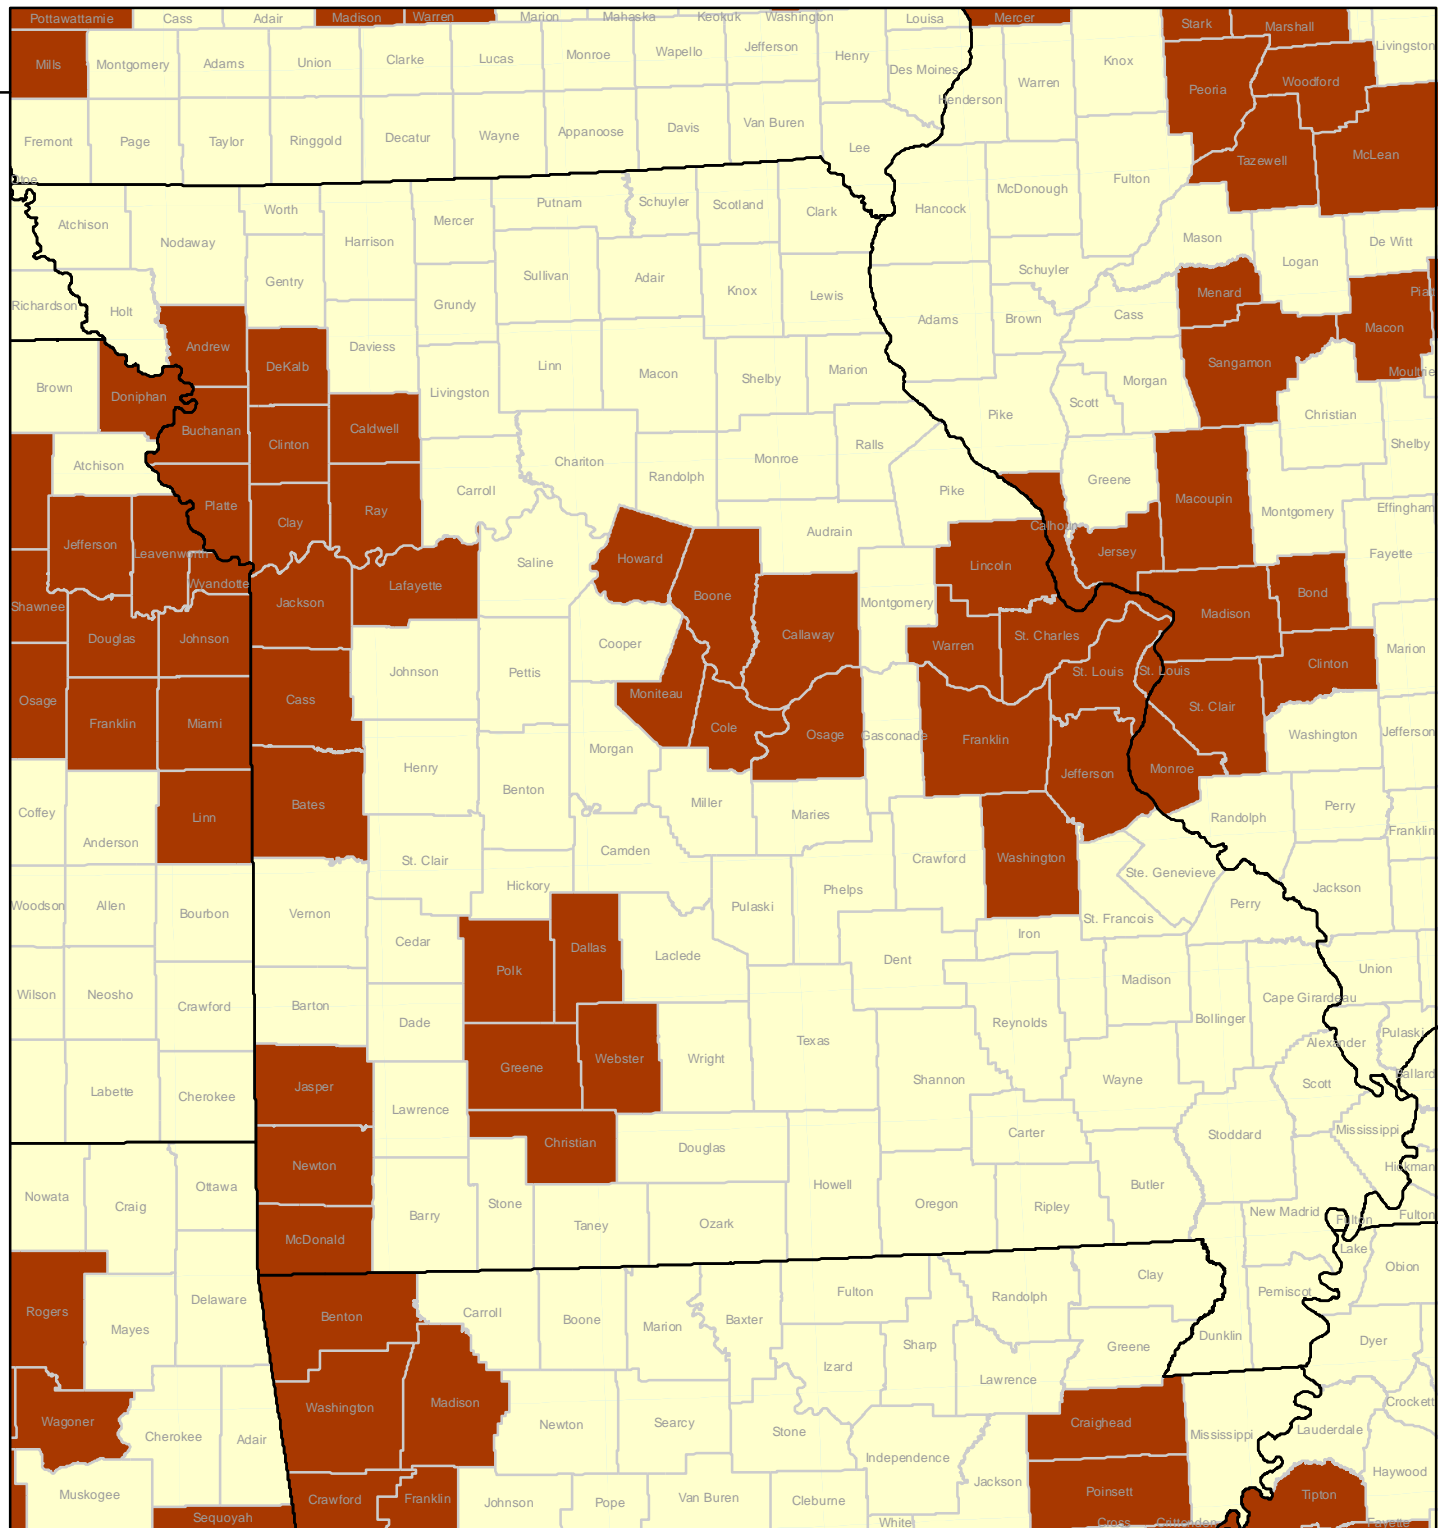 Pottawattamie Cass Adair Madison Warren Marion Mahaska Keokuk Washington Louisa Mercer Stark Marshall
Mills Montgomery Adams Union Clarke Lucas Monroe Wapello Jefferson Henry Des Moines Henderson Warren Knox Peoria Woodford Livingston
Fremont Page Taylor Ringgold Decatur Wayne Appanoose Davis Van Buren Lee Tazewell McLean
Otoe
Atchison Nodaway Worth Harrison Mercer Putnam Schuyler Scotland Clark Hancock McDonough Fulton Mason De Witt
Richardson Holt Gentry Grundy Sullivan Adair Knox Lewis Adams Schuyler Brown Cass Menard Logan Piatt
Brown Doniphan Andrew DeKalb Daviess Livingston Linn Macon Shelby Marion Pike Scott Morgan Sangamon Macon Moultrie Christian
Atchison Buchanan Clinton Caldwell Carroll Chariton Randolph Monroe Ralls Pike Greene Macoupin Montgomery Shelby
Jefferson Leavenworth Platte Clay Ray Saline Howard Audrain Lincoln Calhoun Jersey Effingham Fayette
Shawnee Wyandotte Jackson Lafayette Boone Callaway Montgomery Madison Bond
Douglas Johnson Johnson Pettis Cooper Warren St. Charles St. Louis St. Louis Clinton Marion
Osage Franklin Miami Cass Henry Morgan Moniteau Cole Osage Gasconade Franklin Jefferson Monroe St. Clair Washington Jefferson
Coffey Anderson Linn Bates St. Clair Benton Camden Miller Maries Crawford Washington Randolph Perry Franklin
Woodson Allen Bourbon Vernon Cedar Hickory Dallas Laclede Pulaski Phelps Iron St. Francois Ste. Genevieve Perry Jackson
Wilson Neosho Crawford Barton Dade Polk Dent Reynolds Madison Bollinger Cape Girardeau Union
Labette Cherokee Jasper Lawrence Greene Webster Wright Texas Shannon Wayne Scott Alexander Pulaski Ballard
Nowata Craig Ottawa Newton Barry Stone Christian Douglas Howell Oregon Carter Ripley Butler Stoddard New Madrid Mississippi Hickman
McDonald Taney Ozark Fulton Fulton
Rogers Mayes Delaware Benton Carroll Boone Marion Baxter Fulton Randolph Clay Pemiscot Lake Obion
Wagoner Cherokee Adair Washington Madison Newton Searcy Stone Izard Sharp Lawrence Greene Dunklin Dyer
Craighead Mississippi Lauderdale Crockett
Muskogee Sequoyah Crawford Franklin Johnson Pope Van Buren Cleburne Independence Jackson Poinsett Tipton Haywood
White Cross Crittenden Fayette